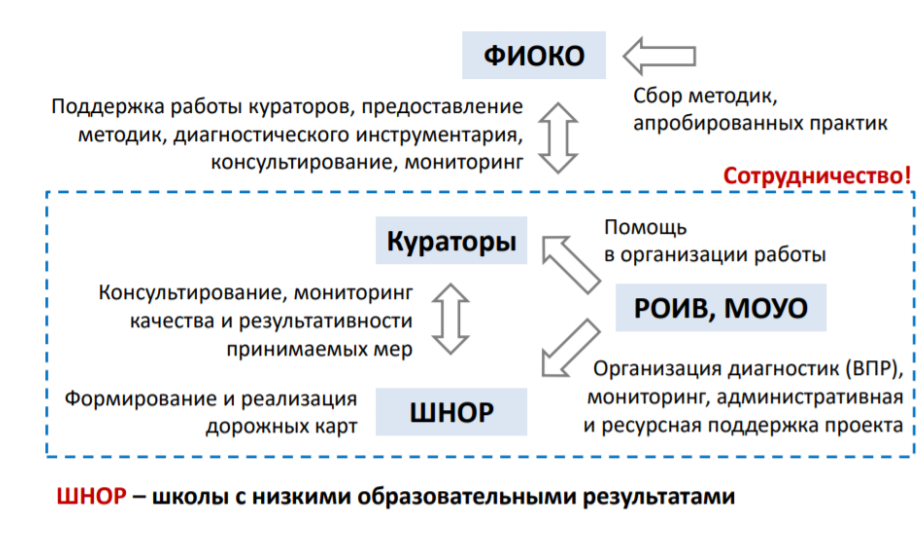 ФИОКО
Сбор методик,
апробированных практик
Поддержка работы кураторов, предоставление
методик, диагностического инструментария,
консультирование, мониторинг
Сотрудничество!
Кураторы
Помощь
в организации работы
Консультирование, мониторинг
качества и результативности
принимаемых мер
РОИВ, МОУО
Формирование и реализация
дорожных карт
ШНОР
Организация диагностик (ВПР),
мониторинг, административная
и ресурсная поддержка проекта
ШНОР – школы с низкими образовательными результатами